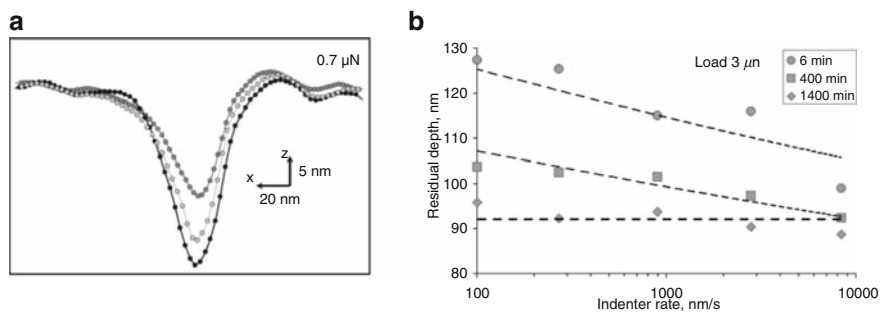 a
0.7 µN
z
5 nm
x
20 nm
b
130
120
110
100
90
80
Residual depth, nm
Load 3 µn
6 min
400 min
1400 min
100
1000
10000
Indenter rate, nm/s